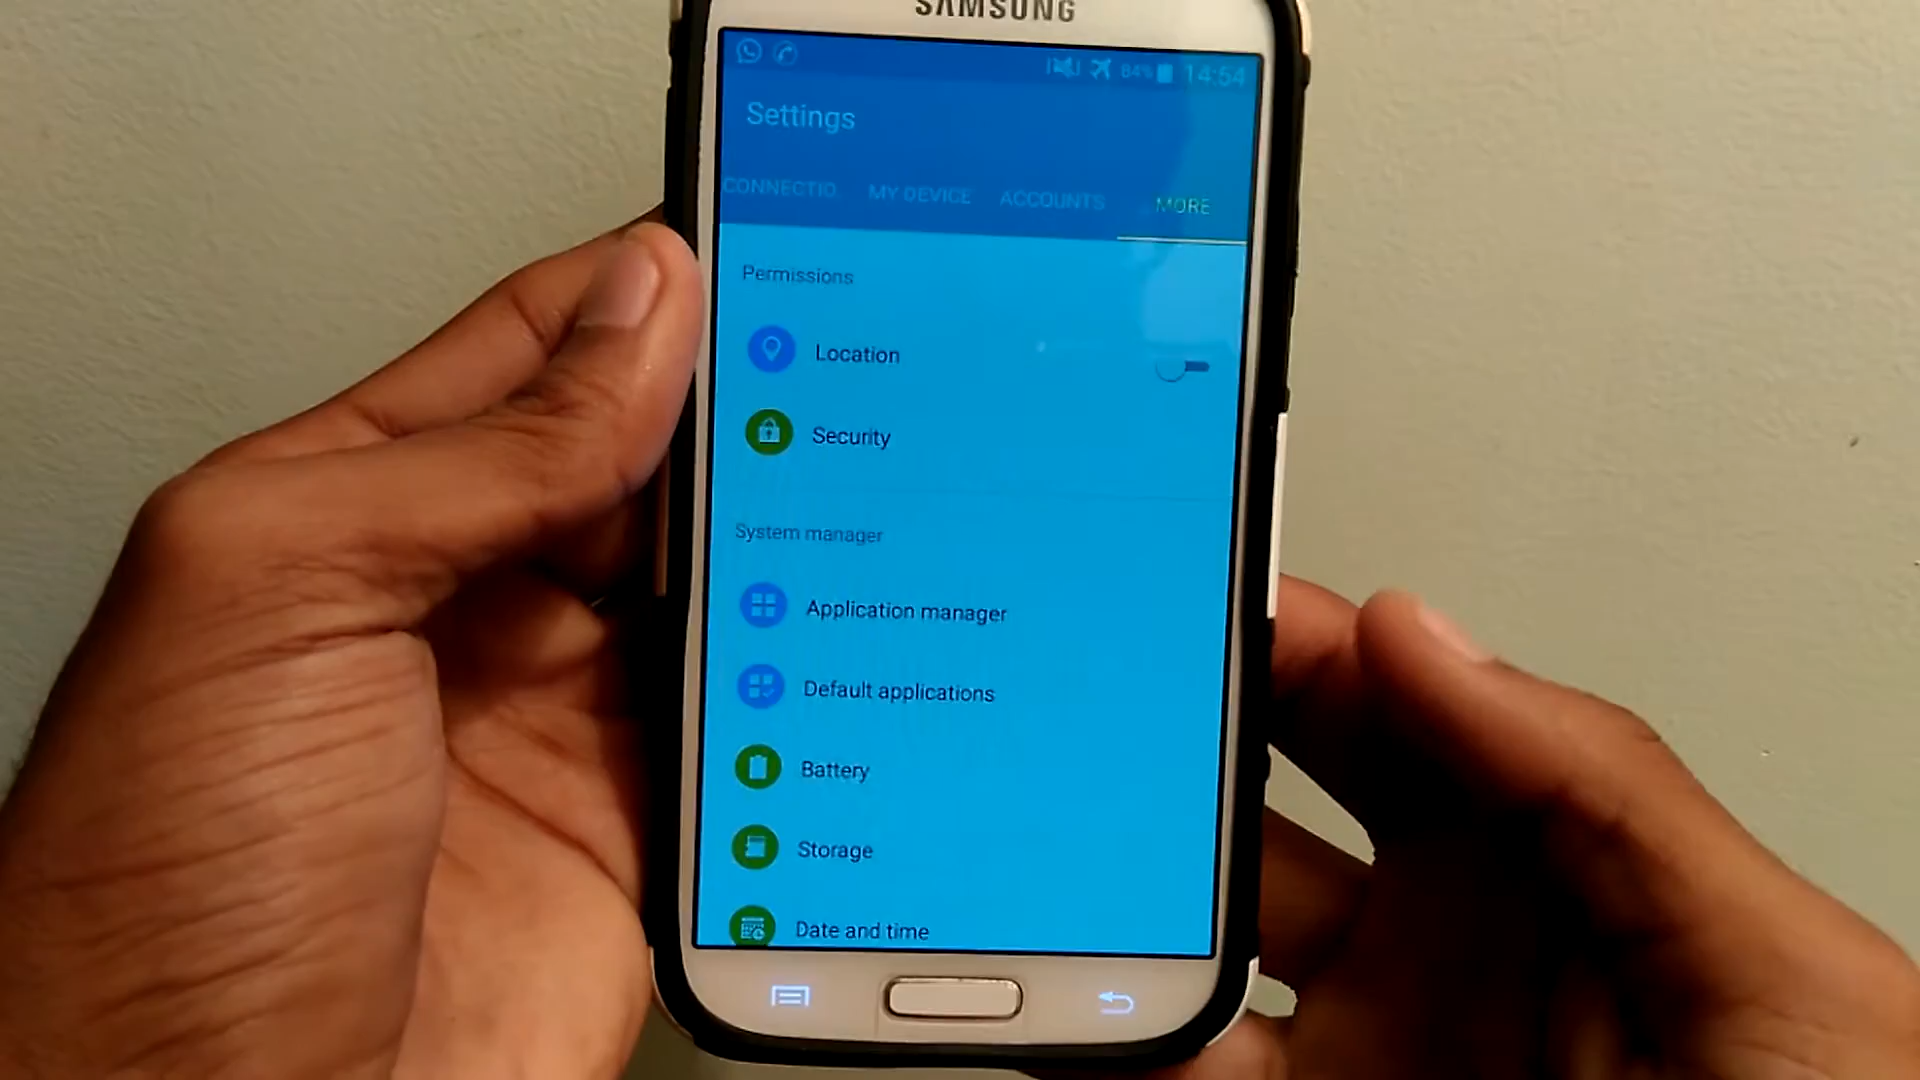 SAMSUNG
84% 14:54
Settings
CONNECTIO. MY DEVICE ACCOUNTS MORE
Permissions
Location
Security
System manager
Application manager
Default applications
Battery
Storage
Date and time